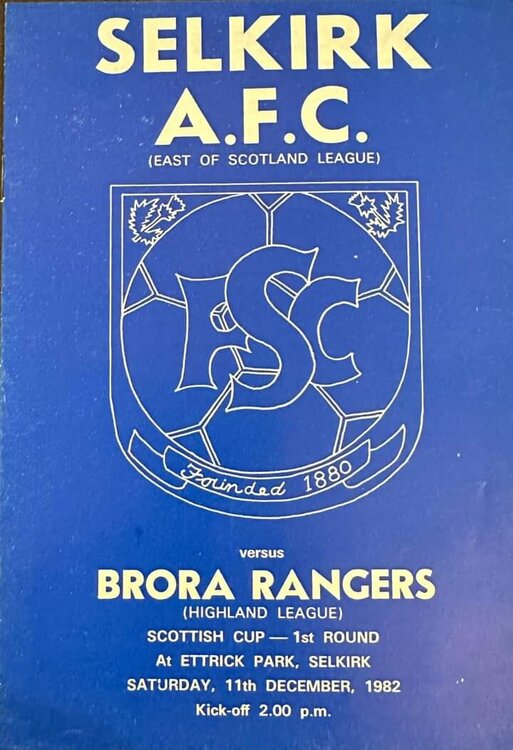 SELKIRK
A.F.C.
(EAST OF SCOTLAND LEAGUE)
FSC
Founded 1880
versus
BRORA RANGERS
(HIGHLAND LEAGUE)
SCOTTISH CUP — 1st ROUND
At ETTRICK PARK, SELKIRK
SATURDAY, 11th DECEMBER, 1982
Kick-off 2.00 p.m.